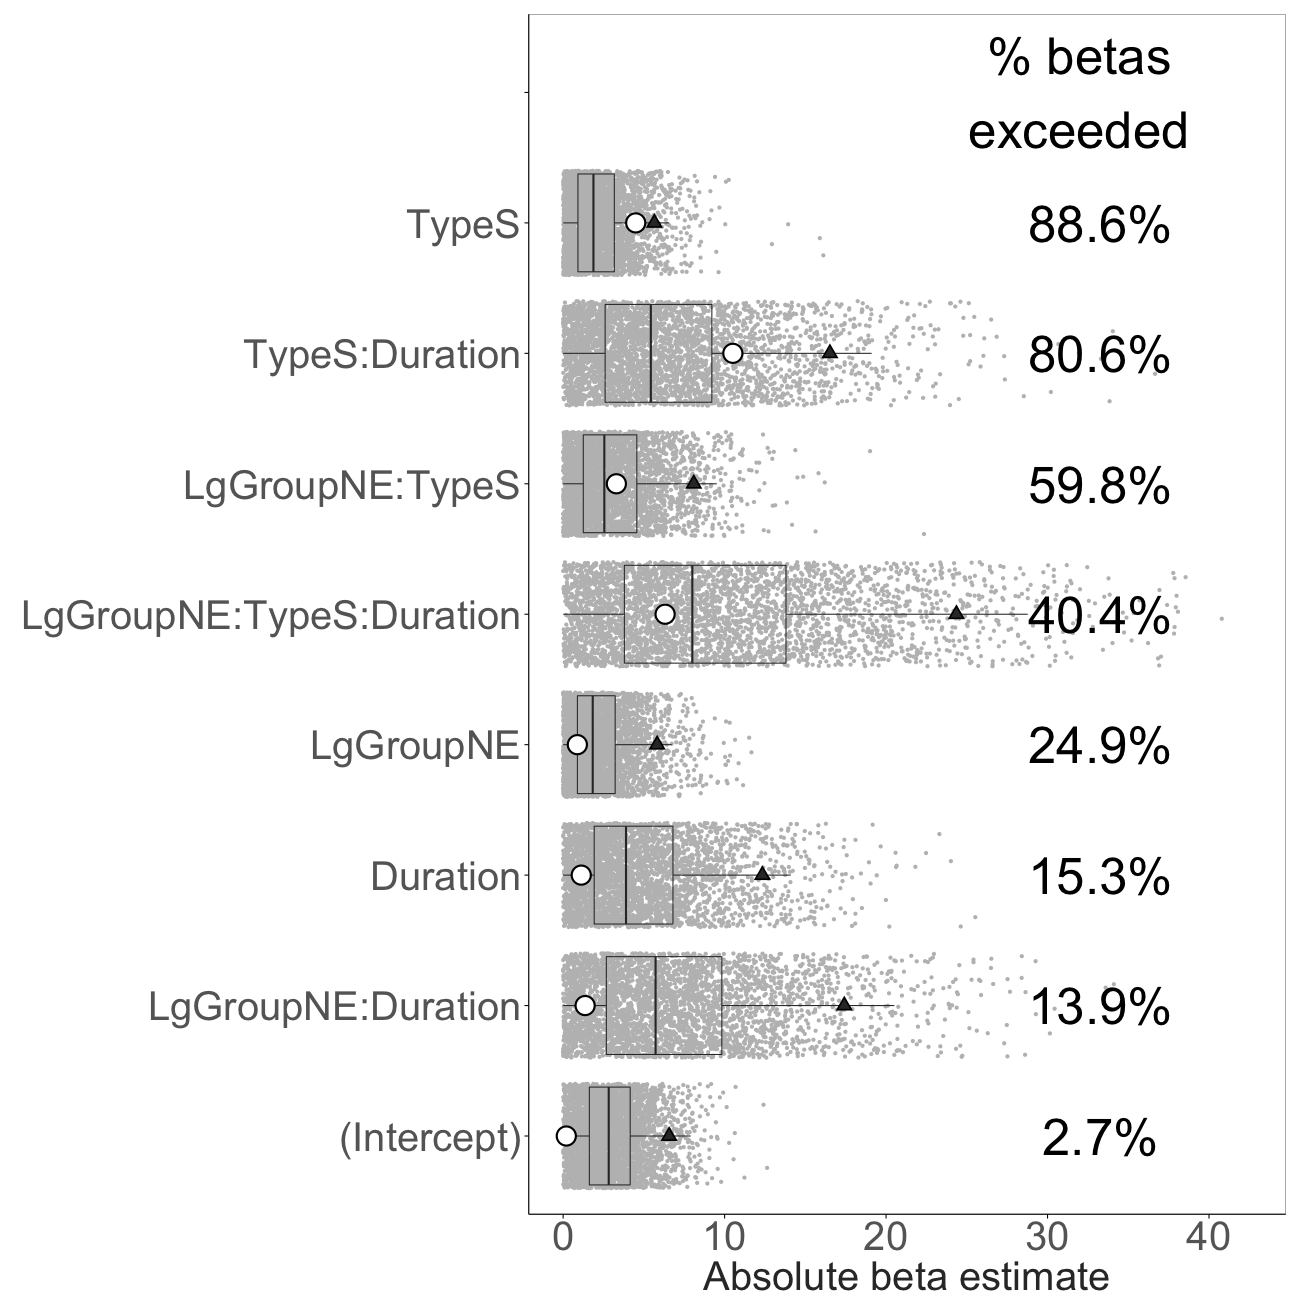 % betas
exceeded
TypeS 88.6%
TypeS:Duration 80.6%
LgGroupNE:TypeS 59.8%
LgGroupNE:TypeS:Duration 40.4%
LgGroupNE 24.9%
Duration 15.3%
LgGroupNE:Duration 13.9%
(Intercept) 2.7%
0 10 20 30 40
Absolute beta estimate